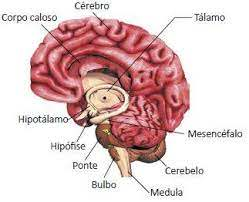 Cérebro
Corpo caloso
Tálamo
Hipotálamo
Mesencéfalo
Hipófise
Ponte
Cerebelo
Bulbo
Medula